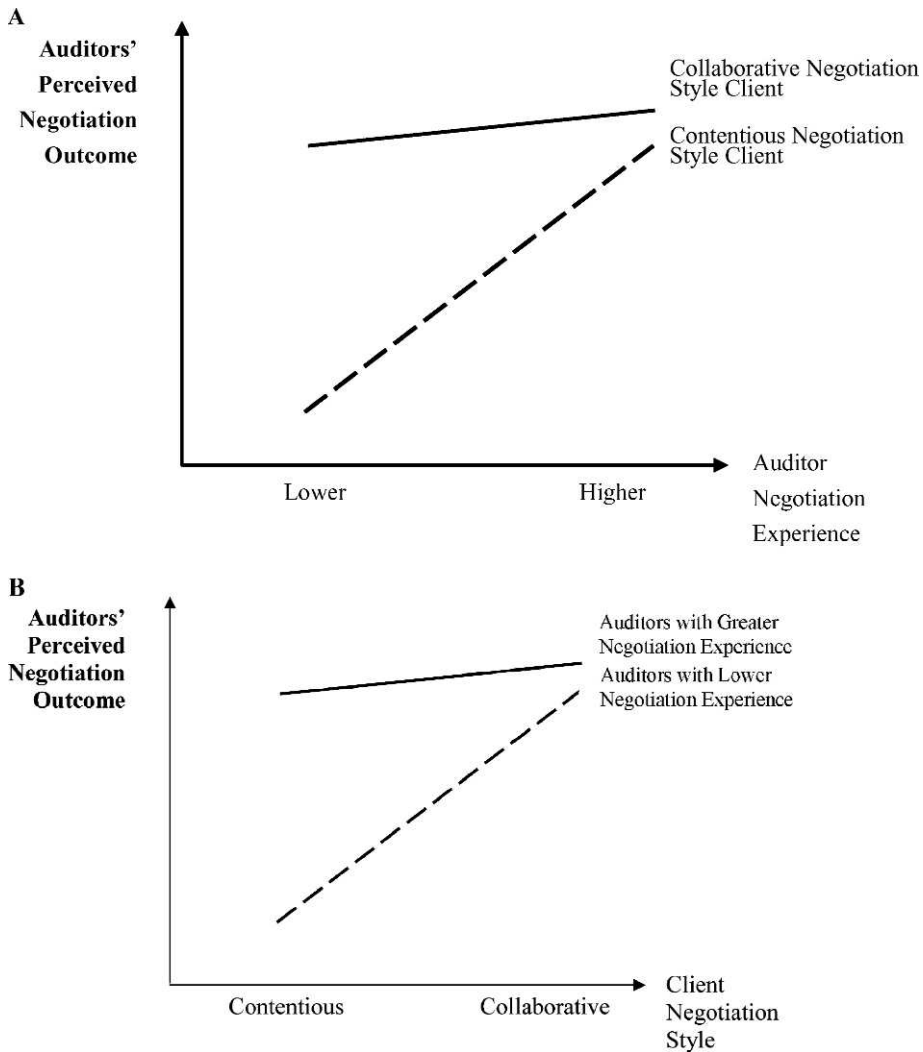 A
Auditors’
Perceived
Negotiation
Outcome
Collaborative Negotiation
Style Client
Contentious Negotiation
Style Client
Lower
Higher
Auditor
Negotiation
Experience
B
Auditors’
Perceived
Negotiation
Outcome
Auditors with Greater
Negotiation Experience
Auditors with Lower
Negotiation Experience
Contentious
Collaborative
Client
Negotiation
Style